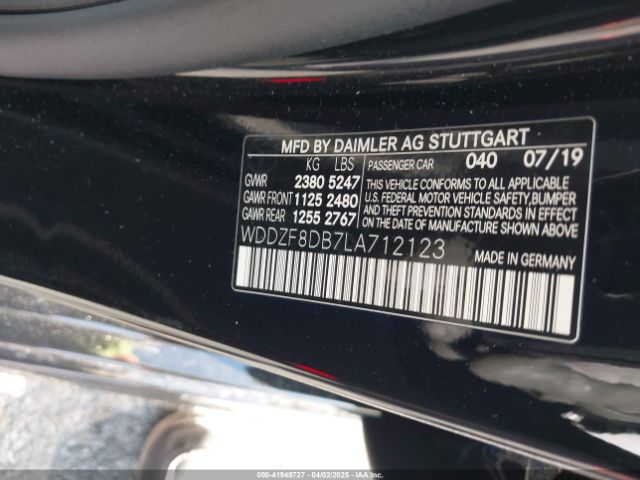 MFD BY DAIMLER AG STUTTGART
KG LBS PASSENGER CAR 040 07/19
GVWR 2380 5247
GAWR FRONT 1125 2480
GAWR REAR 1255 2767
THIS VEHICLE CONFORMS TO ALL APPLICABLE
U.S. FEDERAL MOTOR VEHICLE SAFETY, BUMPER
AND THEFT PREVENTION STANDARDS IN EFFECT
ON THE DATE OF MANUFACTURE SHOWN ABOVE.
WDDZF8DB7LA712123
MADE IN GERMANY
000-41949727 - 04/02/2025 - IAAI.COM